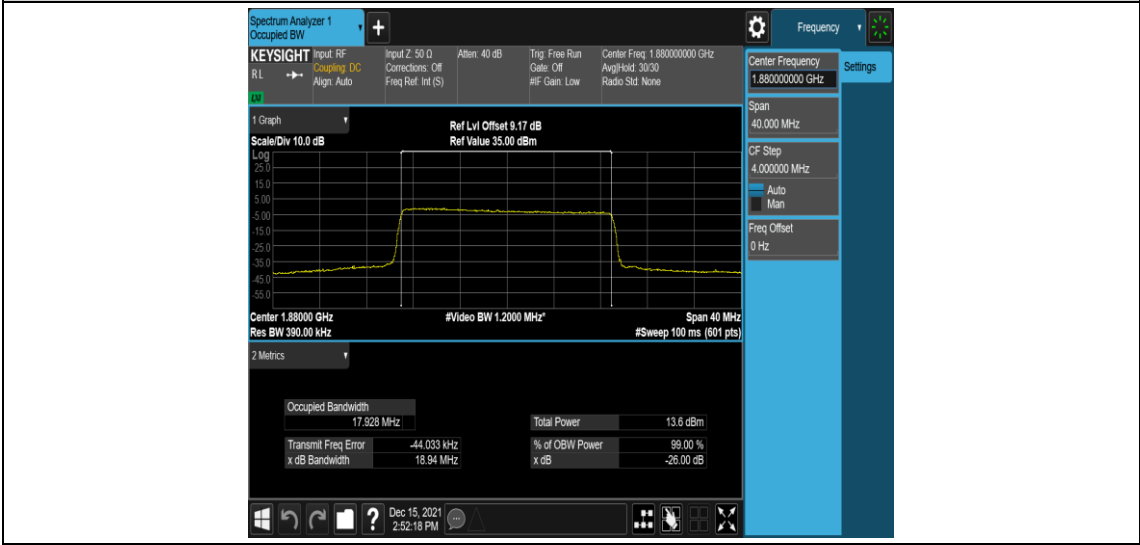 Spectrum Analyzer 1
Occupied BW
+
Frequency
KEYSIGHT
Input: RF
Coupling: DC
Align: Auto
RL
LXI
Input Z: 50 Ω
Corrections: Off
Freq Ref: Int (S)
Atten: 40 dB
Trig: Free Run
Gate: Off
#IF Gain: Low
Center Freq: 1.880000000 GHz
Avg|Hold: 30/30
Radio Std: None
Center Frequency
1.880000000 GHz
Settings
Span
40.000 MHz
CF Step
4.000000 MHz
Auto
Man
Freq Offset
0 Hz
1 Graph
Scale/Div 10.0 dB
Ref Lvl Offset 9.17 dB
Ref Value 35.00 dBm
Log
25.0
15.0
5.00
-5.00
-15.0
-25.0
-35.0
-45.0
-55.0
Center 1.88000 GHz
#Video BW 1.2000 MHz*
Span 40 MHz
Res BW 390.00 kHz
#Sweep 100 ms (601 pts)
2 Metrics
Occupied Bandwidth
17.928 MHz
Total Power 13.6 dBm
Transmit Freq Error -44.033 kHz
% of OBW Power 99.00 %
x dB Bandwidth 18.94 MHz
x dB -26.00 dB
?
Dec 15, 2021
2:52:18 PM